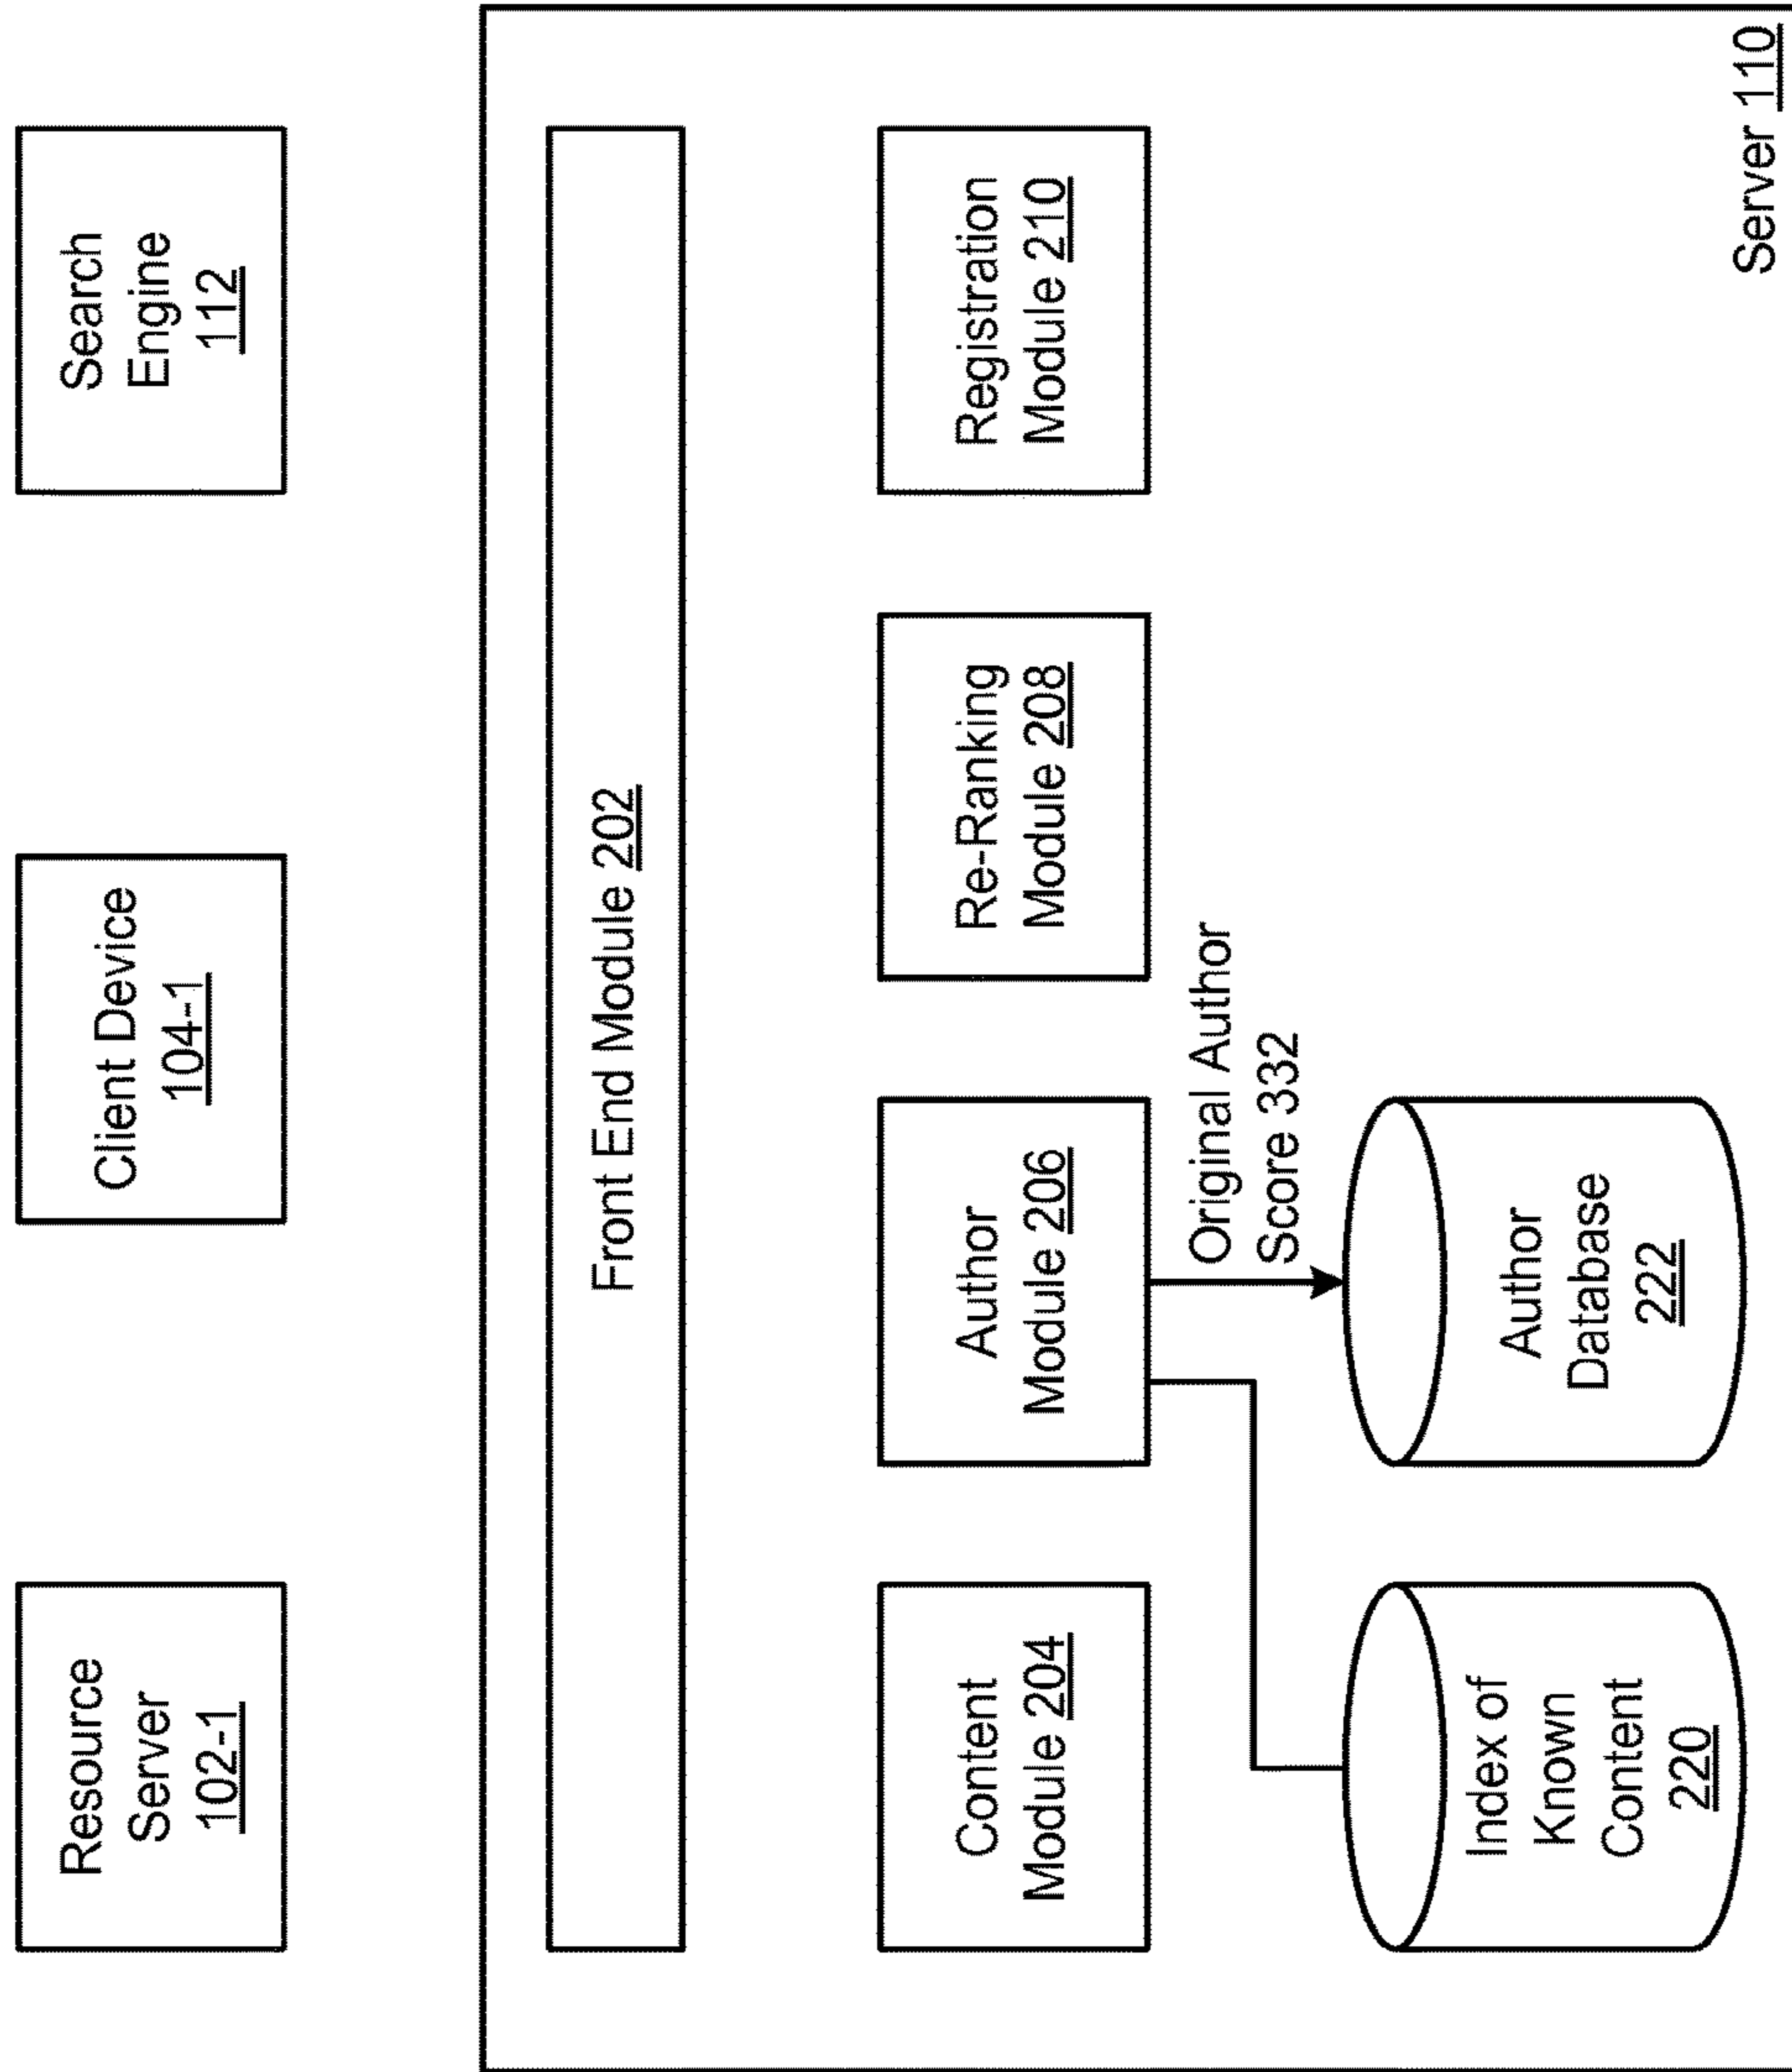 Resource
Server
102-1
Client Device
104-1
Search
Engine
112
Front End Module 202
Content
Module 204
Author
Module 206
Re-Ranking
Module 208
Registration
Module 210
Original Author
Score 332
Index of
Known
Content
220
Author
Database
222
Server 110